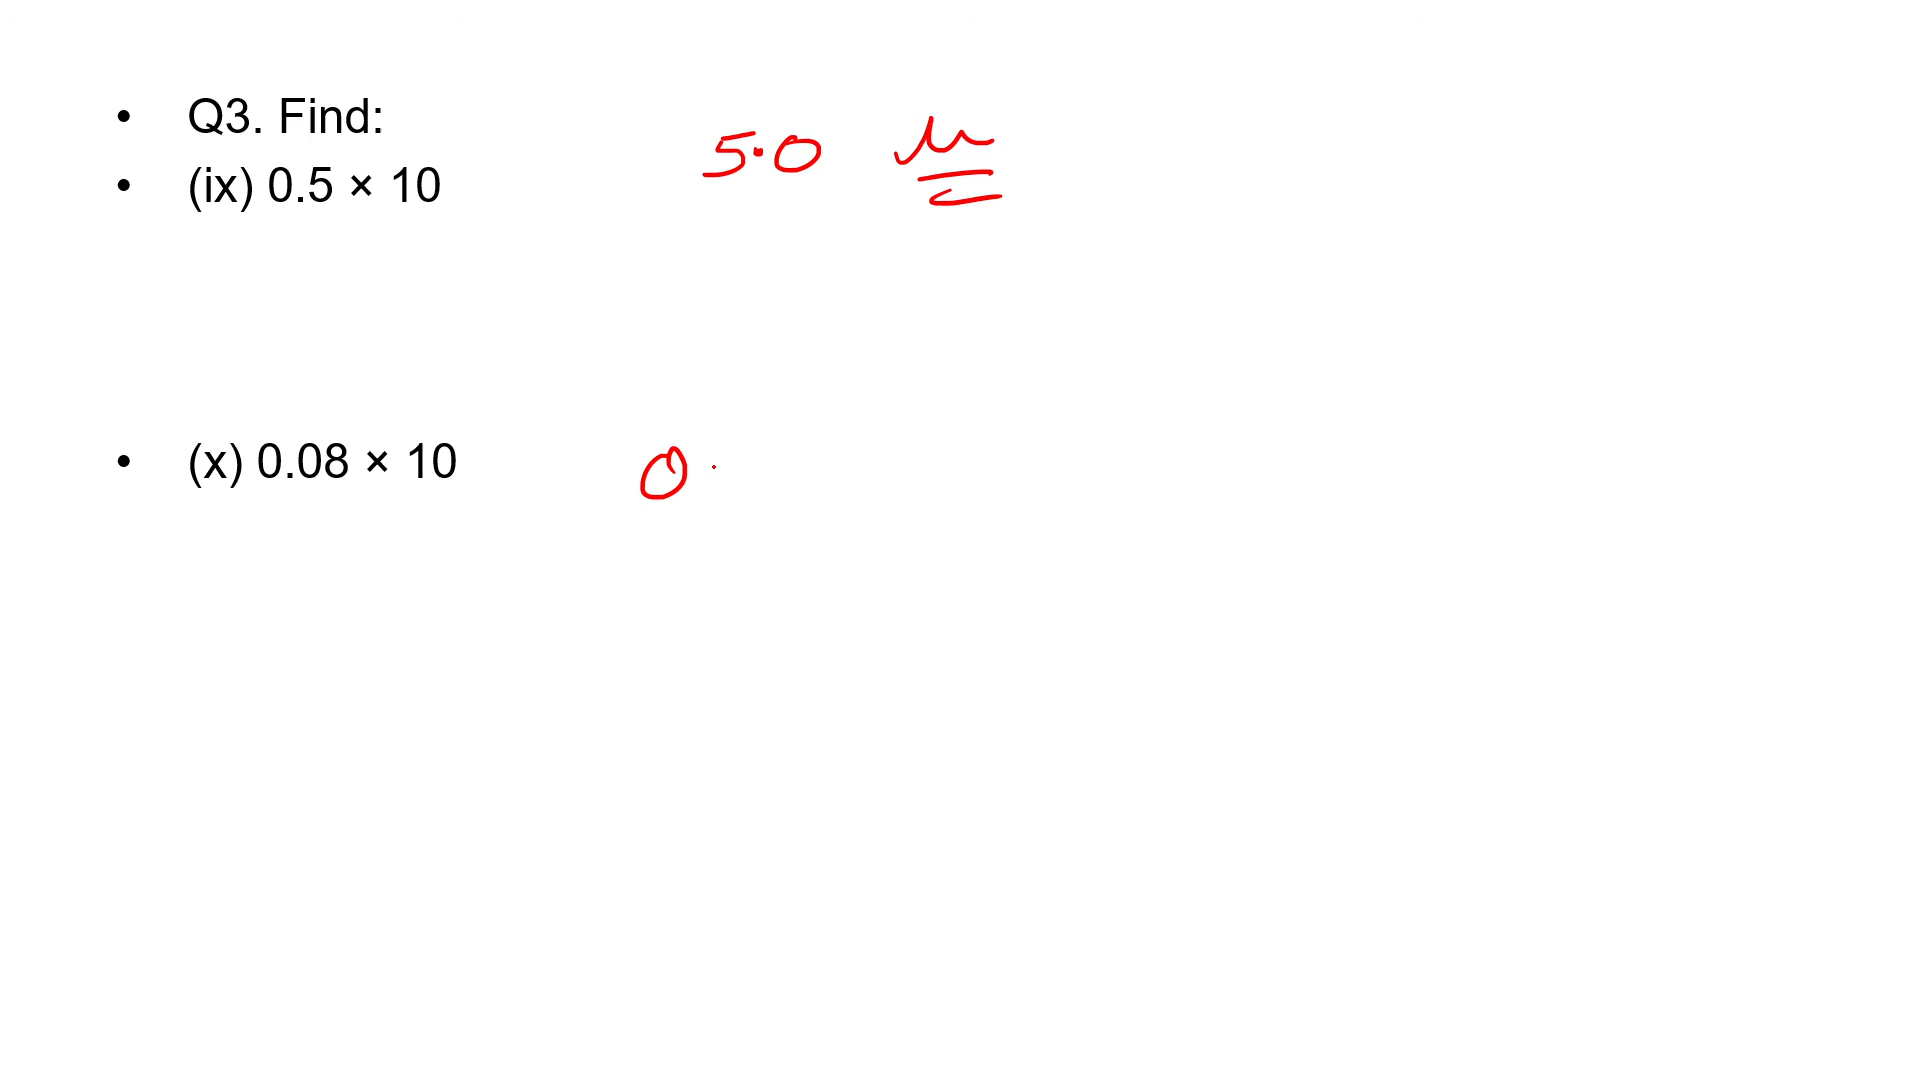 • Q3. Find:
• (ix) 0.5 × 10 5.0
• (x) 0.08 × 10 0.